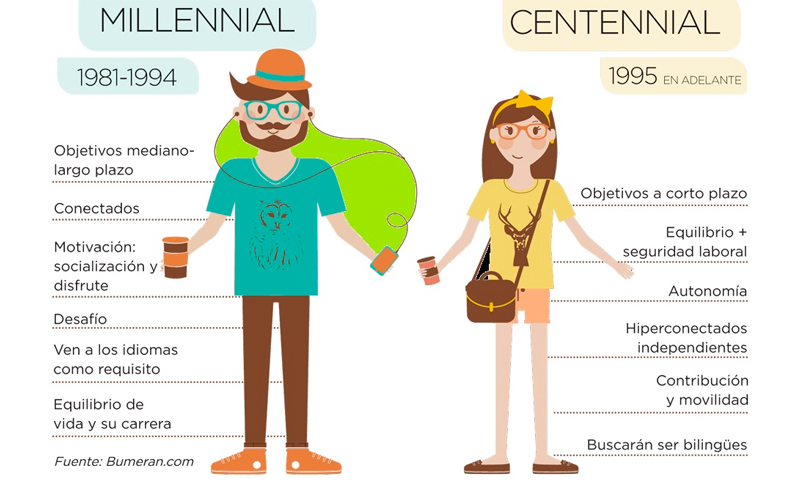 MILLENNIAL
1981-1994
Objetivos mediano-
largo plazo
Conectados
Motivación:
socialización y
disfrute
Desafío
Ven a los idiomas
como requisito
Equilibrio de
vida y su carrera
Fuente: Bumeran.com
CENTENNIAL
1995 EN ADELANTE
Objetivos a corto plazo
Equilibrio +
seguridad laboral
Autonomía
Hiperconectados
independientes
Contribución
y movilidad
Buscarán ser bilingües